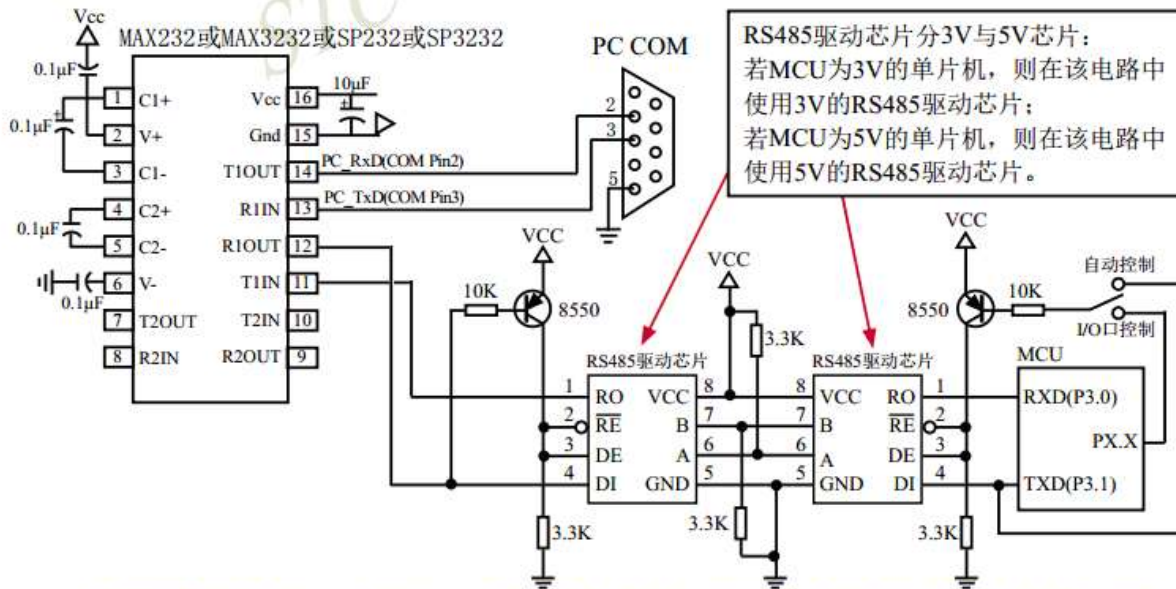 STC
Vcc
MAX232或MAX3232或SP232或SP3232
0.1μF
0.1μF
0.1μF
0.1μF
1 C1+
2 V+
3 C1-
4 C2+
5 C2-
6 V-
7 T2OUT
8 R2IN
Vcc 16
Gnd 15
T1OUT 14
R1IN 13
R1OUT 12
T1IN 11
T2IN 10
R2OUT 9
10μF
+
+
PC_RxD(COM Pin2)
PC_TxD(COM Pin3)
PC COM
2
3
5
RS485驱动芯片分3V与5V芯片：
若MCU为3V的单片机，则在该电路中
使用3V的RS485驱动芯片；
若MCU为5V的单片机，则在该电路中
使用5V的RS485驱动芯片。
VCC
10K
8550
3.3K
RS485驱动芯片
1 RO VCC 8
2 RE B 7
3 DE A 6
4 DI GND 5
VCC
3.3K
3.3K
RS485驱动芯片
8 VCC RO 1
7 B RE 2
6 A DE 3
5 GND DI 4
VCC
8550
10K
3.3K
自动控制
I/O口控制
MCU
RXD(P3.0)
PX.X
TXD(P3.1)